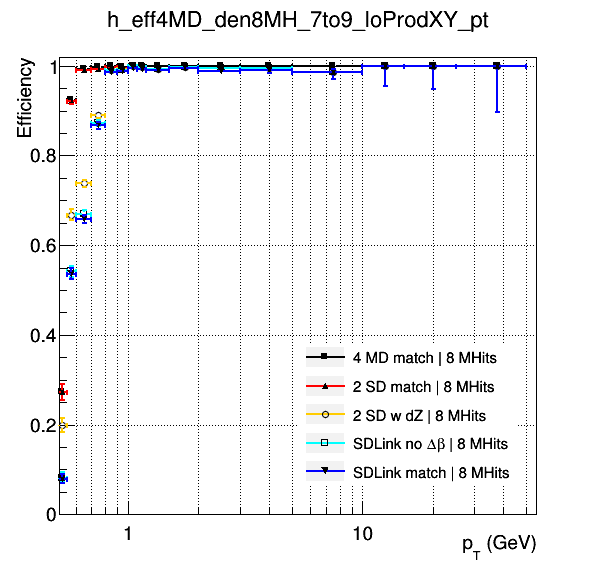 h_eff4MD_den8MH_7to9_loProdXY_pt
Efficiency
1
0.8
0.6
0.4
0.2
0
4 MD match | 8 MHits
2 SD match | 8 MHits
2 SD w dZ | 8 MHits
SDLink no Δβ | 8 MHits
SDLink match | 8 MHits
1 10
p_T (GeV)